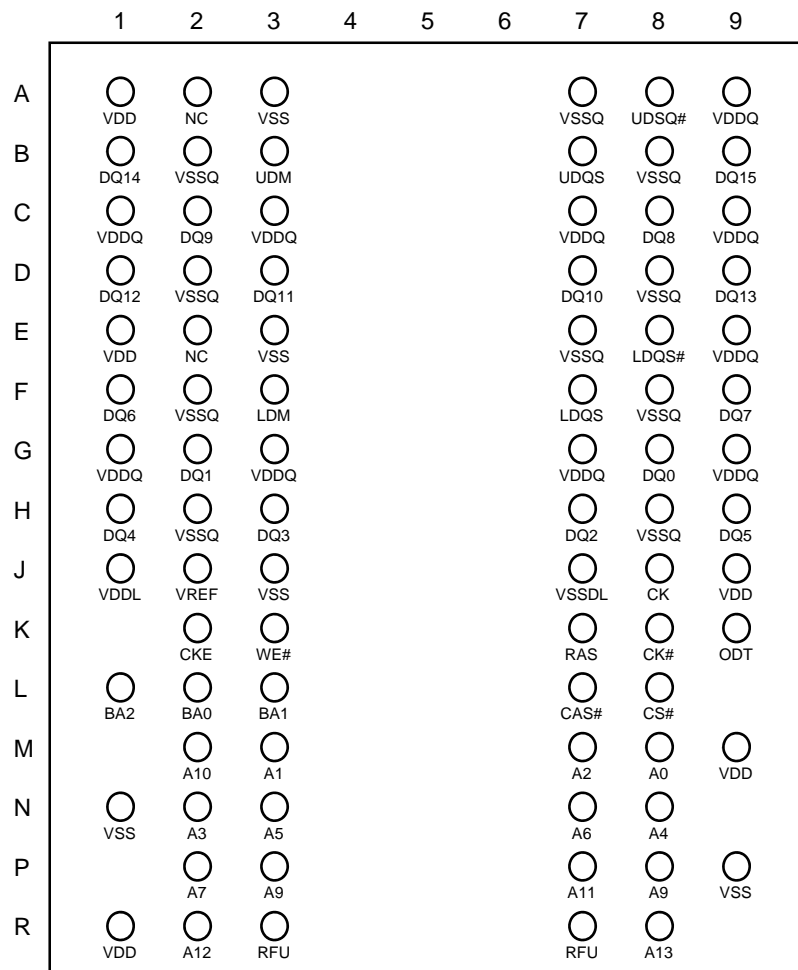 1 2 3 4 5 6 7 8 9
A
VDD NC VSS VSSQ UDSQ# VDDQ
B
DQ14 VSSQ UDM UDQS VSSQ DQ15
C
VDDQ DQ9 VDDQ VDDQ DQ8 VDDQ
D
DQ12 VSSQ DQ11 DQ10 VSSQ DQ13
E
VDD NC VSS VSSQ LDQS# VDDQ
F
DQ6 VSSQ LDM LDQS VSSQ DQ7
G
VDDQ DQ1 VDDQ VDDQ DQ0 VDDQ
H
DQ4 VSSQ DQ3 DQ2 VSSQ DQ5
J
VDDL VREF VSS VSSDL CK VDD
K
CKE WE# RAS CK# ODT
L
BA2 BA0 BA1 CAS# CS#
M
A10 A1 A2 A0 VDD
N
VSS A3 A5 A6 A4
P
A7 A9 A11 A9 VSS
R
VDD A12 RFU RFU A13